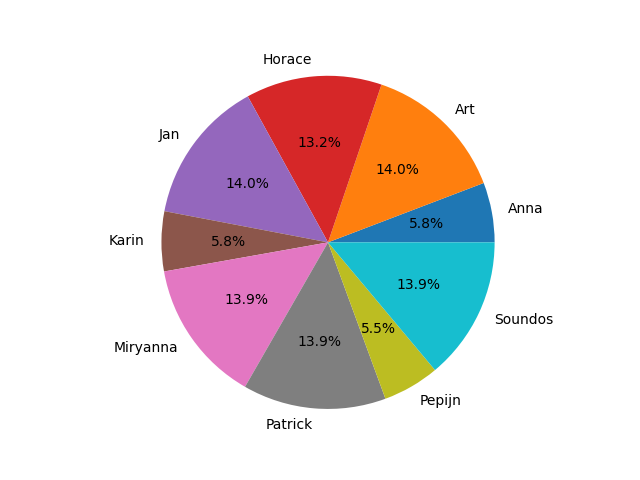 Horace
Art
Jan
13.2%
14.0%
14.0%
Anna
5.8%
Karin
5.8%
13.9%
13.9%
Soundos
Miryanna
5.5%
13.9%
Pepijn
Patrick